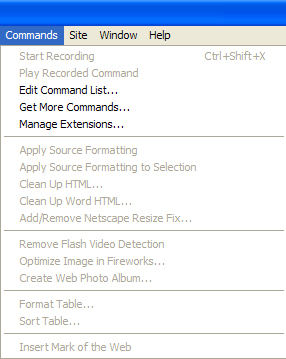 Commands Site Window Help
Start Recording Ctrl+Shift+X
Play Recorded Command
Edit Command List...
Get More Commands...
Manage Extensions...
Apply Source Formatting
Apply Source Formatting to Selection
Clean Up HTML...
Clean Up Word HTML...
Add/Remove Netscape Resize Fix...
Remove Flash Video Detection
Optimize Image in Fireworks...
Create Web Photo Album...
Format Table...
Sort Table...
Insert Mark of the Web